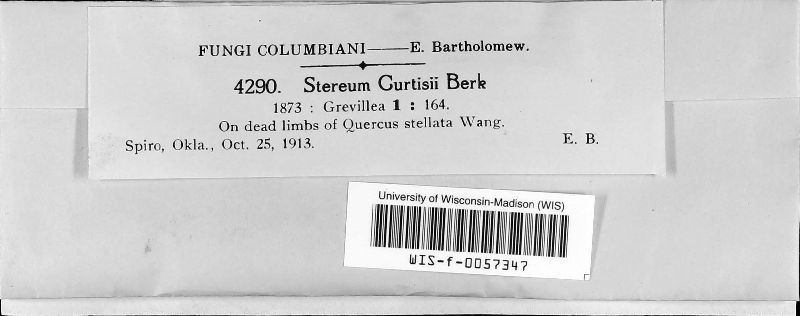 FUNGI COLUMBIANI——E. Bartholomew.
4290. Stereum Curtisii Berk
1873 : Grevillea 1 : 164.
On dead limbs of Quercus stellata Wang.
Spiro, Okla., Oct. 25, 1913. E. B.
University of Wisconsin-Madison (WIS)
WIS-f-0057347